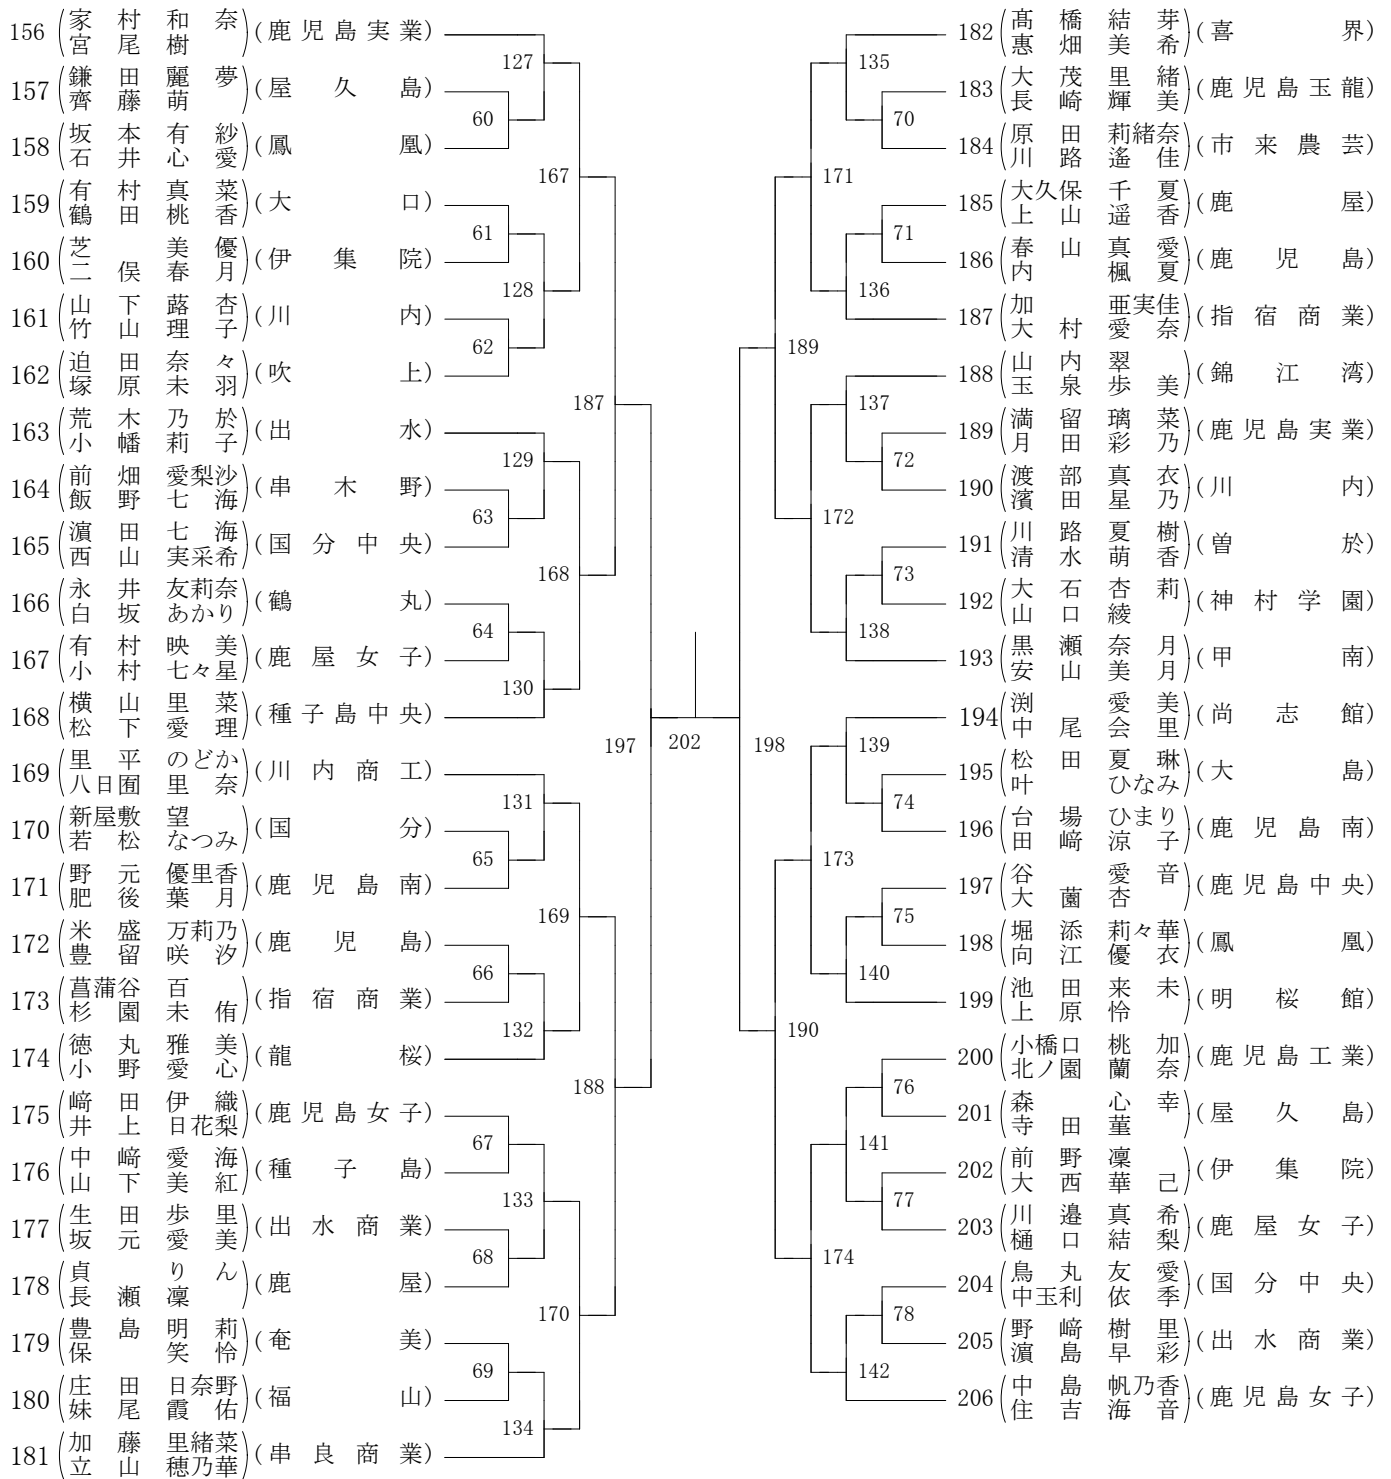 156 (家村和奈 宮尾樹) (鹿児島実業)
157 (鎌田麗夢 齊藤萌) (屋久島)
158 (坂本有紗 石井心愛) (鳳凰)
159 (有村真菜 鶴田桃香) (大口)
160 (芝美優 二俣春月) (伊集院)
161 (山下蕗杏 竹山理子) (川内)
162 (迫田奈々 塚原未羽) (吹上)
163 (荒木乃於 小幡莉子) (出水)
164 (前畑愛梨沙 飯野七海) (串木野)
165 (濵田七海 西山実采希) (国分中央)
166 (永井友莉奈 白坂あかり) (鶴丸)
167 (有村映美 小村七々星) (鹿屋女子)
168 (横山里菜 松下愛理) (種子島中央)
169 (里平のどか 八日囿里奈) (川内商工)
170 (新屋敷望 若松なつみ) (国分)
171 (野元優里香 肥後葉月) (鹿児島南)
172 (米盛万莉乃 豊留咲汐) (鹿児島)
173 (菖蒲谷百 杉園未侑) (指宿商業)
174 (徳丸雅美 小野愛心) (龍桜)
175 (﨑田伊織 井上日花梨) (鹿児島女子)
176 (中﨑愛海 山下美紅) (種子島)
177 (生田歩里 坂元愛美) (出水商業)
178 (貞りん 長瀬凜) (鹿屋)
179 (豊島明莉 保笑怜) (奄美)
180 (庄田日奈野 妹尾霞佑) (福山)
181 (加藤里緒菜 立山穂乃華) (串良商業)
127
60
167
61
128
62
187
129
63
168
64
130
197
202
131
65
169
66
132
188
67
133
68
170
69
134
182 (髙橋結芽 惠畑美希) (喜界)
183 (大茂里緒 長崎輝美) (鹿児島玉龍)
184 (原田莉緒奈 川路遙佳) (市来農芸)
185 (大久保千夏 上山遥香) (鹿屋)
186 (春山真愛 内楓夏) (鹿児島)
187 (加亜実佳 大村愛奈) (指宿商業)
188 (山内翠 玉泉歩美) (錦江湾)
189 (満留璃菜 月田彩乃) (鹿児島実業)
190 (渡部真衣 濱田星乃) (川内)
191 (川路夏樹 清水萌香) (曽於)
192 (大石杏莉 山口綾) (神村学園)
193 (黒瀬奈月 安山美月) (甲南)
194 (渕愛美 中尾会里) (尚志館)
195 (松田夏琳 叶ひなみ) (大島)
196 (台場ひまり 田﨑涼子) (鹿児島南)
197 (谷愛音 大薗杏) (鹿児島中央)
198 (堀添莉々華 向江優衣) (鳳凰)
199 (池田来未 上原怜) (明桜館)
200 (小橋口桃加 北ノ園蘭奈) (鹿児島工業)
201 (森心幸 寺田菫) (屋久島)
202 (前野凜 大西華己) (伊集院)
203 (川邉真希 樋口結梨) (鹿屋女子)
204 (鳥丸友愛 中玉利依季) (国分中央)
205 (野﨑樹里 濵島早彩) (出水商業)
206 (中島帆乃香 住吉海音) (鹿児島女子)
135
70
171
71
136
189
137
72
172
73
138
198
139
74
173
75
140
190
76
141
77
174
78
142